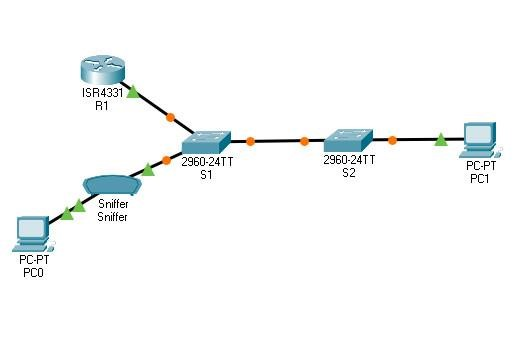 ISR4331
R1
2960-24TT
S1
2960-24TT
S2
PC-PT
PC1
Sniffer
Sniffer
PC-PT
PC0